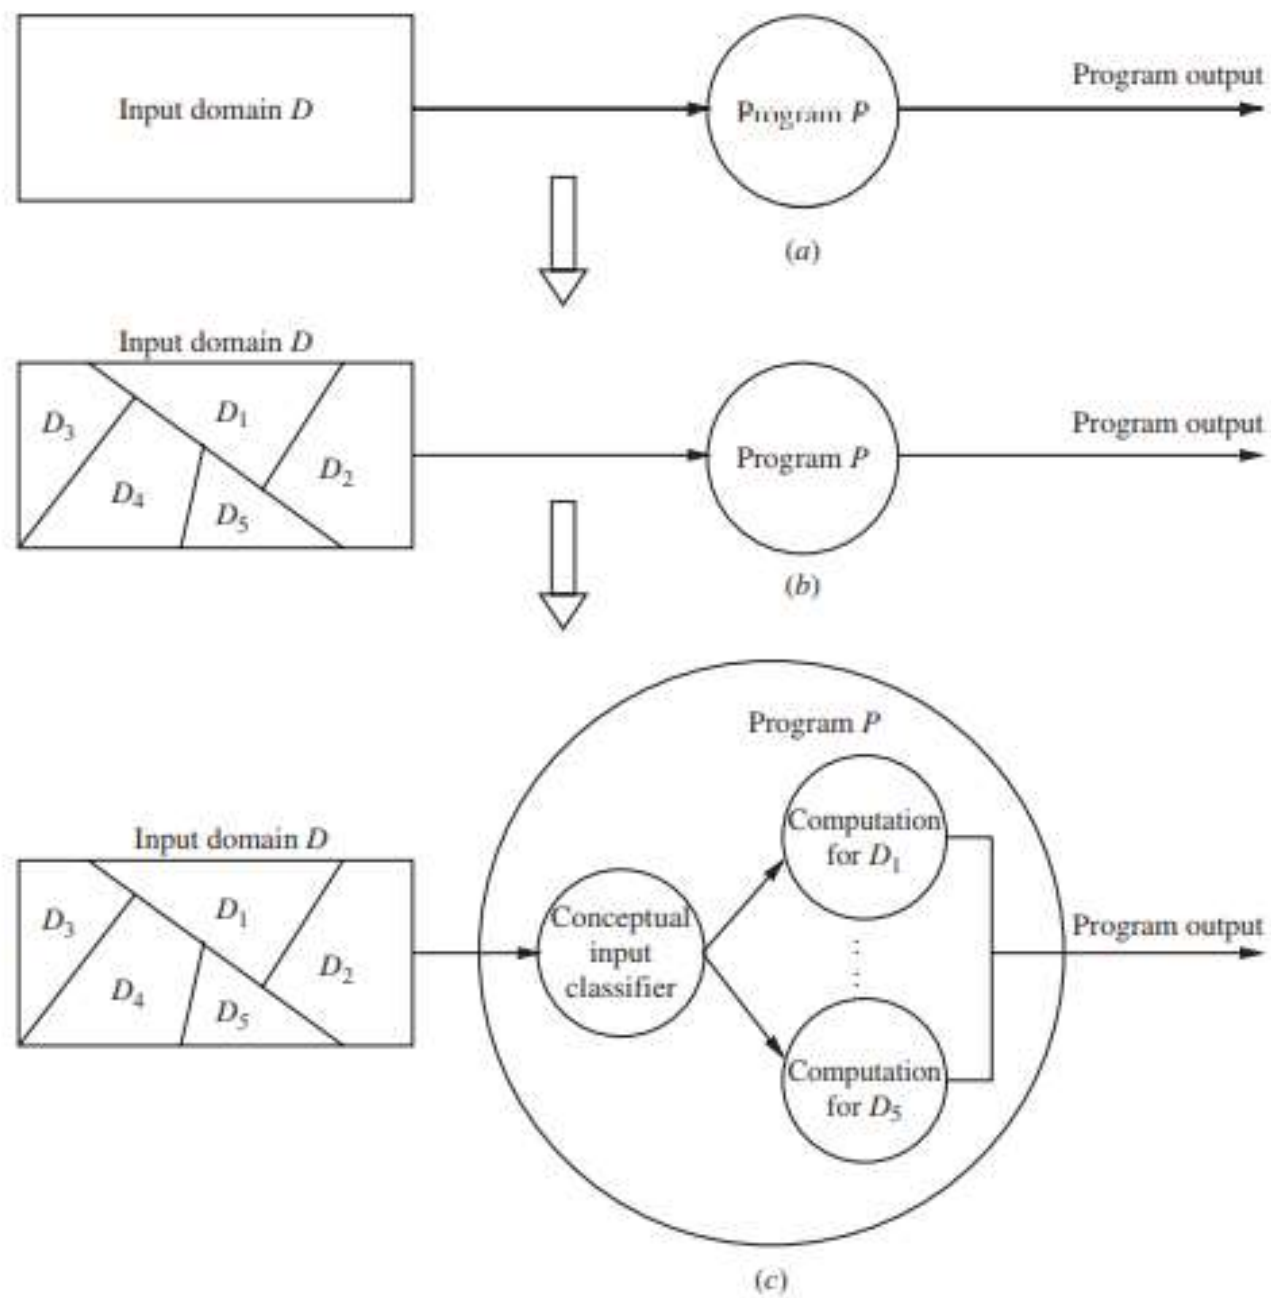 Input domain D
Program P
Program output
(a)
Input domain D
D3
D1
D4
D5
D2
Program P
Program output
(b)
Input domain D
D3
D1
D4
D5
D2
Program P
Conceptual
input
classifier
Computation
for D1
Computation
for D5
Program output
(c)